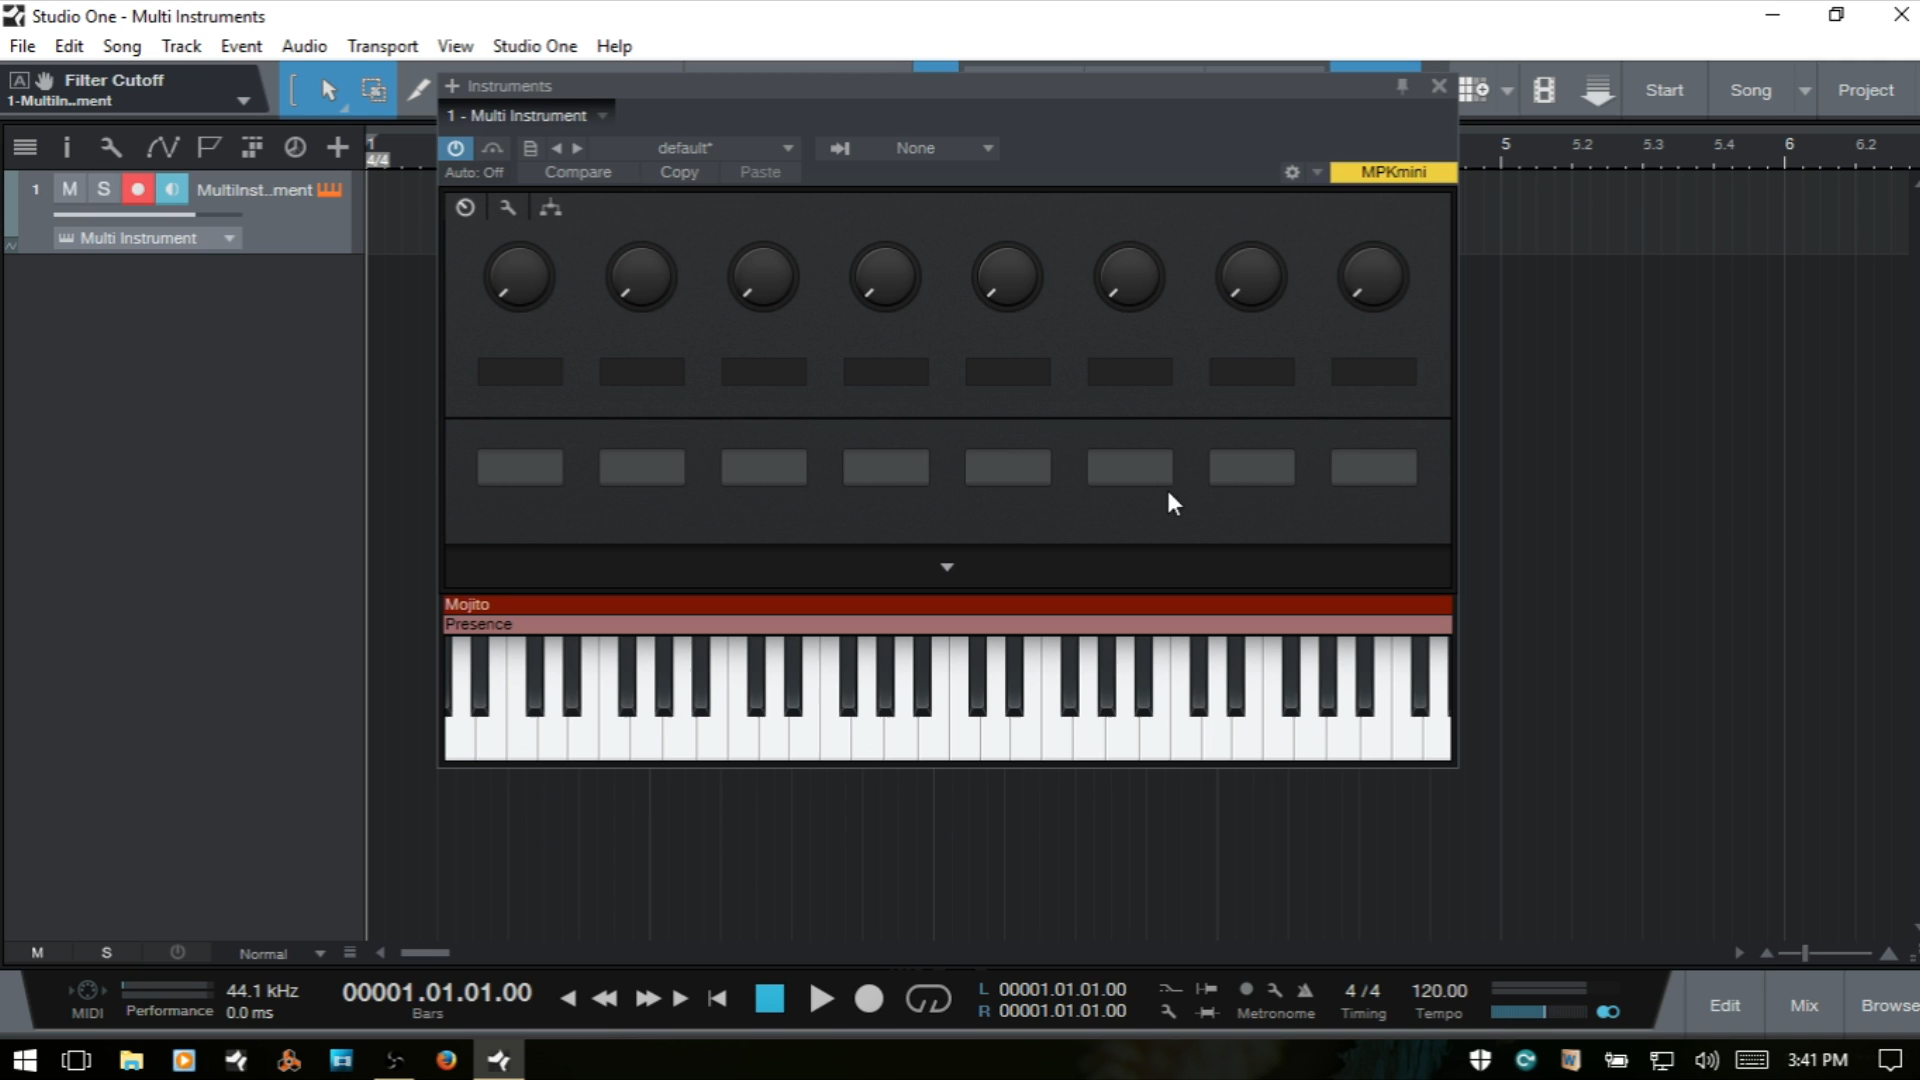 Studio One - Multi Instruments
File Edit Song Track Event Audio Transport View Studio One Help
A Filter Cutoff
1-MultiIn..ment
+ Instruments
1 - Multi Instrument
Start Song Project
default* None
Auto: Off Compare Copy Paste MPKmini
1 4/4 5 5.2 5.3 5.4 6 6.2
1 M S MultiInst..ment
Multi Instrument
Mojito
Presence
M S Normal
MIDI Performance 44.1 kHz 0.0 ms
00001.01.01.00
Bars
L 00001.01.01.00
R 00001.01.01.00
Metronome
4 / 4
Timing
120.00
Tempo
Edit Mix Browse
3:41 PM